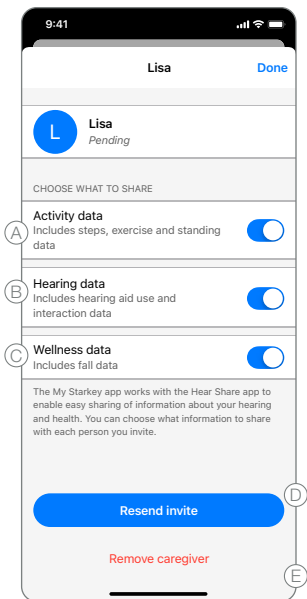 9:41
Lisa Done
L
Lisa
Pending
CHOOSE WHAT TO SHARE
A
Activity data
Includes steps, exercise and standing
data
B
Hearing data
Includes hearing aid use and
interaction data
C
Wellness data
Includes fall data
The My Starkey app works with the Hear Share app to
enable easy sharing of information about your hearing
and health. You can choose what information to share
with each person you invite.
D
Resend invite
Remove caregiver
E